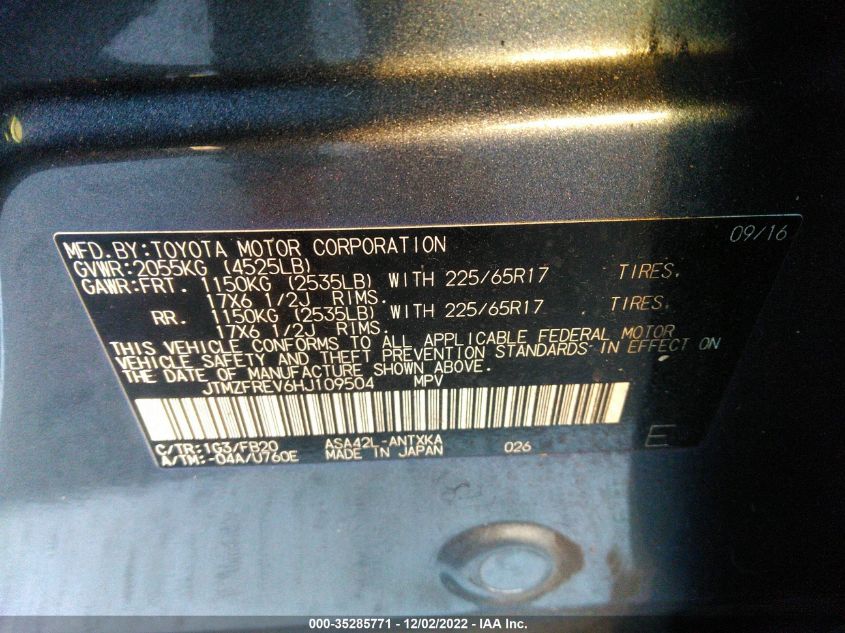 09/16
MFD.BY:TOYOTA MOTOR CORPORATION
GVWR:2055KG (4525LB)
GAWR:FRT. 1150KG (2535LB) WITH 225/65R17 TIRES,
17X6 1/2J RIMS.
RR. 1150KG (2535LB) WITH 225/65R17 TIRES,
17X6 1/2J RIMS.
THIS VEHICLE CONFORMS TO ALL APPLICABLE FEDERAL MOTOR
VEHICLE SAFETY AND THEFT PREVENTION STANDARDS IN EFFECT ON
THE DATE OF MANUFACTURE SHOWN ABOVE.
JTMZFREV6HJ109504 MPV
C/TR:1G3/FB20 ASA42L-ANTXKA 026 E
A/TM:-04A/U760E MADE IN JAPAN
000-35285771 - 12/02/2022 - IAA Inc.